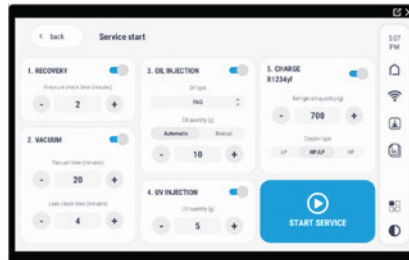 back
Service start
5:07
PM
1. RECOVERY
Pressure check time (minutes)
-
2
+
2. VACUUM
Vacuum time (minutes)
-
20
+
Leak check time (minutes)
-
4
+
3. OIL INJECTION
Oil type
PAG
Oil quantity (g)
Automatic
Manual
-
10
+
4. UV INJECTION
UV quantity (g)
-
5
+
5. CHARGE
R1234yf
Refrigerant quantity (g)
-
700
+
Coupler type
LP
HP/LP
HP
START SERVICE